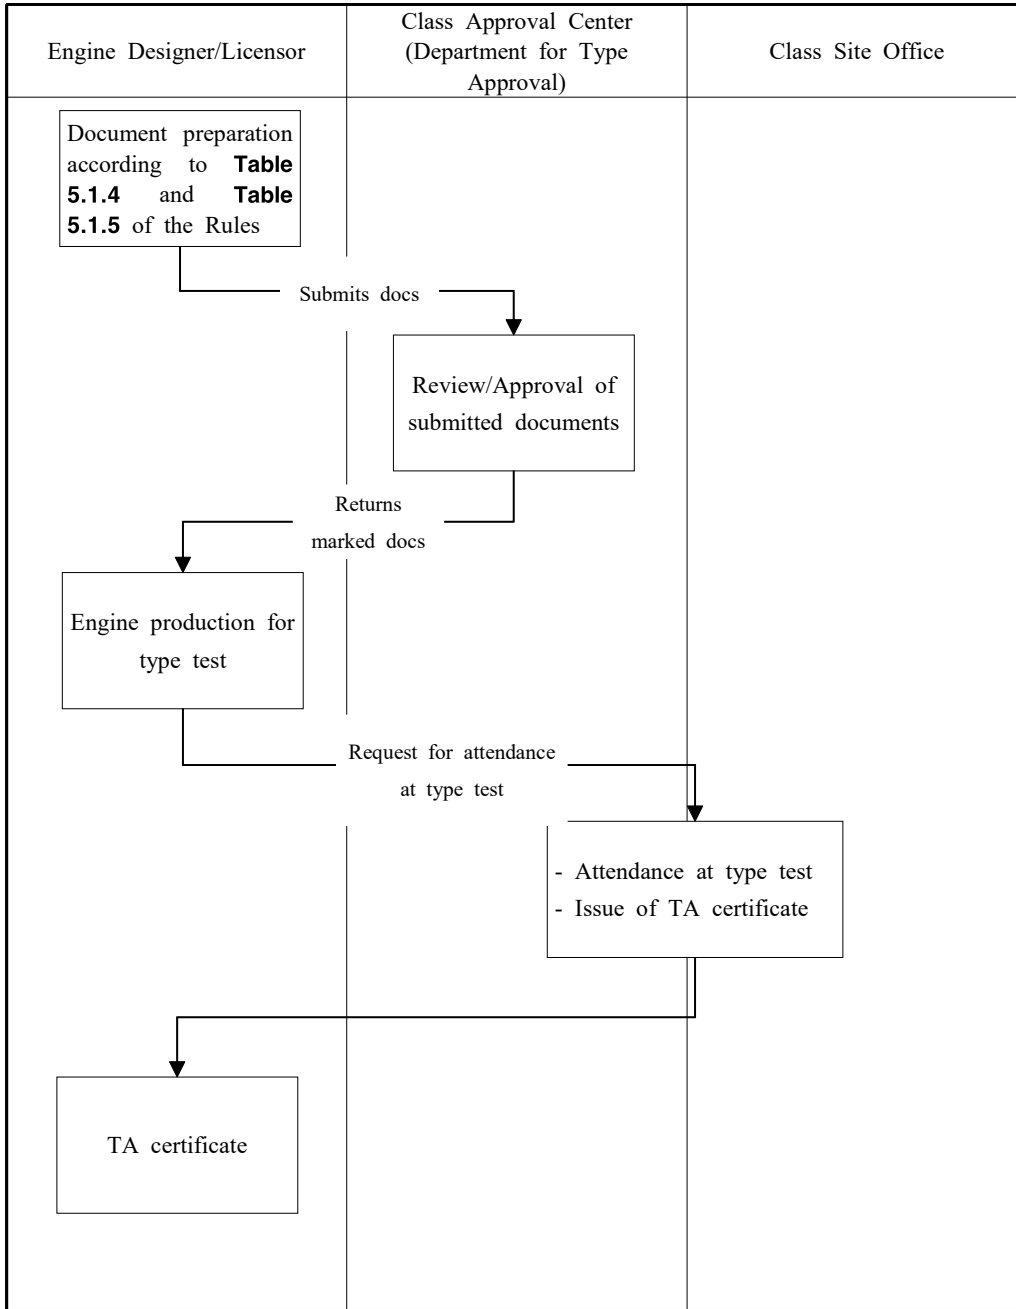 Engine Designer/Licensor
Class Approval Center
(Department for Type
Approval)
Class Site Office
Document preparation
according to Table
5.1.4 and Table
5.1.5 of the Rules
Submits docs
Review/Approval of
submitted documents
Returns
marked docs
Engine production for
type test
Request for attendance
at type test
- Attendance at type test
- Issue of TA certificate
TA certificate